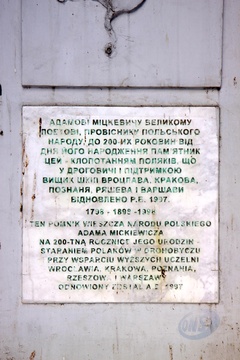 АДАМОВІ МІЦКЕВИЧУ ВЕЛИКОМУ
ПОЕТОВІ, ПРОВІСНИКУ ПОЛЬСЬКОГО
НАРОДУ, ДО 200-ИХ РОКОВИН ВІД
ДНЯ ЙОГО НАРОДЖЕННЯ ПАМ'ЯТНИК
ЦЕЙ - КЛОПОТАННЯМ ПОЛЯКІВ, ЩО
У ДРОГОВИЧІ І ПІДТРИМКОЮ
ВИЩИХ ШКІЛ ВРОЦЛАВА, КРАКОВА,
ПОЗНАНЯ, РЯШЕВА І ВАРШАВИ
ВІДНОВЛЕНО Р.Б. 1997.
1798 - 1895 - 1998
TEN POMNIK WIESZCZA NARODU POLSKIEGO
ADAMA MICKIEWICZA
NA 200-TNĄ ROCZNICĘ JEGO URODZIN -
STARANIEM POLAKÓW W DROHOBYCZU
PRZY WSPARCIU WYŻSZYCH UCZELNI
WROCŁAWIA, KRAKOWA, POZNANIA,
RZESZOWA I WARSZAWY
ODNOWIONY ZOSTAŁ A.D. 1997